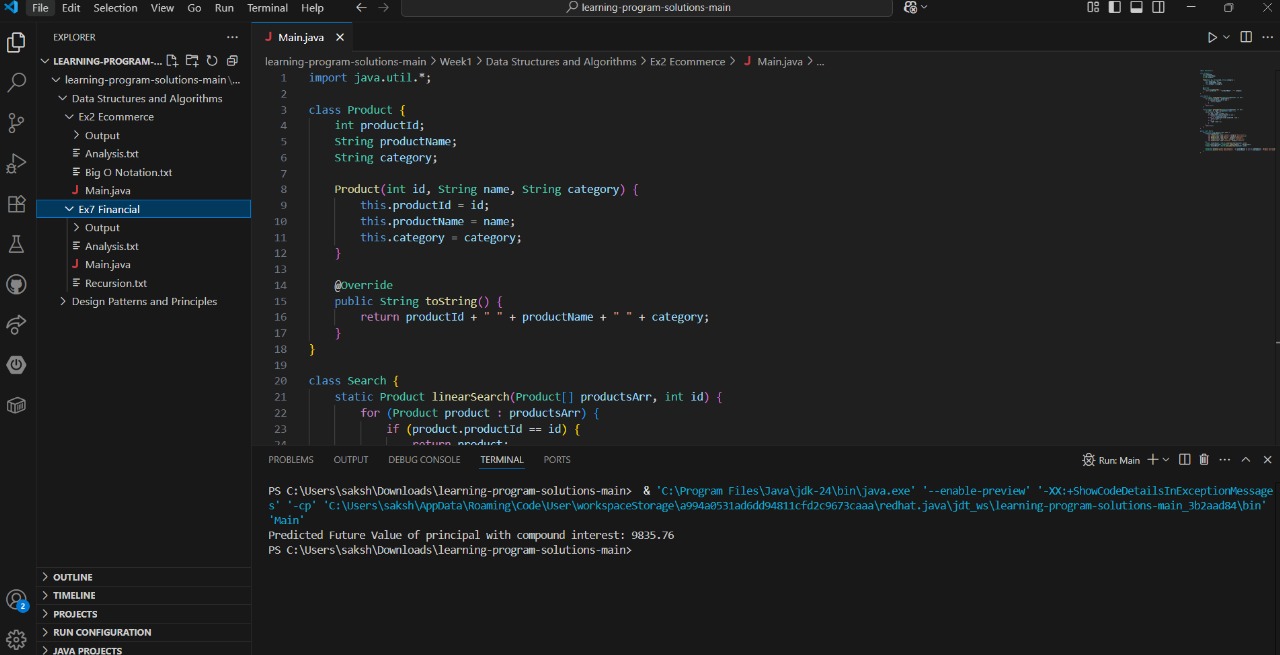 File Edit Selection View Go Run Terminal Help
learning-program-solutions-main
EXPLORER
LEARNING-PROGRAM-...
learning-program-solutions-main \...
Data Structures and Algorithms
Ex2 Ecommerce
Output
Analysis.txt
Big O Notation.txt
Main.java
Ex7 Financial
Output
Analysis.txt
Main.java
Recursion.txt
Design Patterns and Principles
OUTLINE
TIMELINE
PROJECTS
RUN CONFIGURATION
JAVA PROJECTS
2
Main.java
learning-program-solutions-main > Week1 > Data Structures and Algorithms > Ex2 Ecommerce > Main.java > ...
1 import java.util.*;
2
3 class Product {
4 int productId;
5 String productName;
6 String category;
7
8 Product(int id, String name, String category) {
9 this.productId = id;
10 this.productName = name;
11 this.category = category;
12 }
13
14 @Override
15 public String toString() {
16 return productId + " " + productName + " " + category;
17 }
18 }
19
20 class Search {
21 static Product linearSearch(Product[] productsArr, int id) {
22 for (Product product : productsArr) {
23 if (product.productId == id) {
24 return product;
PROBLEMS OUTPUT DEBUG CONSOLE TERMINAL PORTS
Run: Main
PS C:\Users\saksh\Downloads\learning-program-solutions-main> & 'C:\Program Files\Java\jdk-24\bin\java.exe' '--enable-preview' '-XX:+ShowCodeDetailsInExceptionMessage
s' '-cp' 'C:\Users\saksh\AppData\Roaming\Code\User\workspaceStorage\a994a0531ad6dd94811cfd2c9673caaa\redhat.java\jdt_ws\learning-program-solutions-main_3b2aad84\bin'
'Main'
Predicted Future Value of principal with compound interest: 9835.76
PS C:\Users\saksh\Downloads\learning-program-solutions-main>